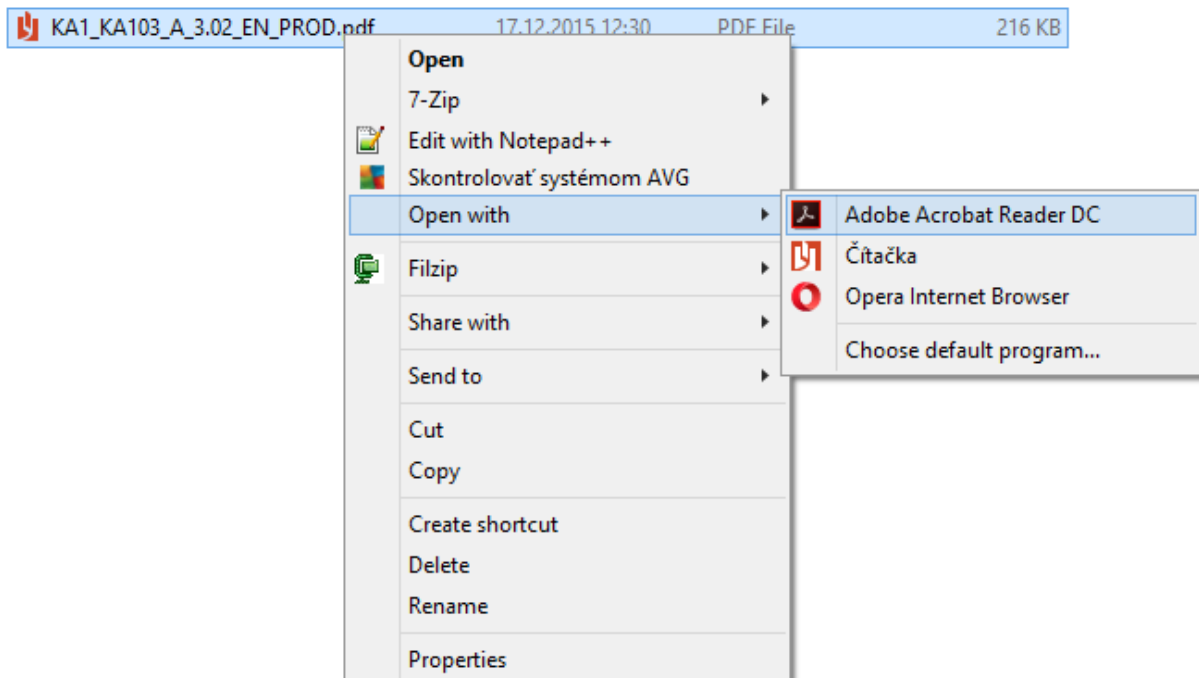 KA1_KA103_A_3.02_EN_PROD.pdf 17.12.2015 12:30 PDF File 216 KB
Open
7-Zip
Edit with Notepad++
Skontrolovať systémom AVG
Open with
Adobe Acrobat Reader DC
Čítačka
Opera Internet Browser
Choose default program...
Filzip
Share with
Send to
Cut
Copy
Create shortcut
Delete
Rename
Properties